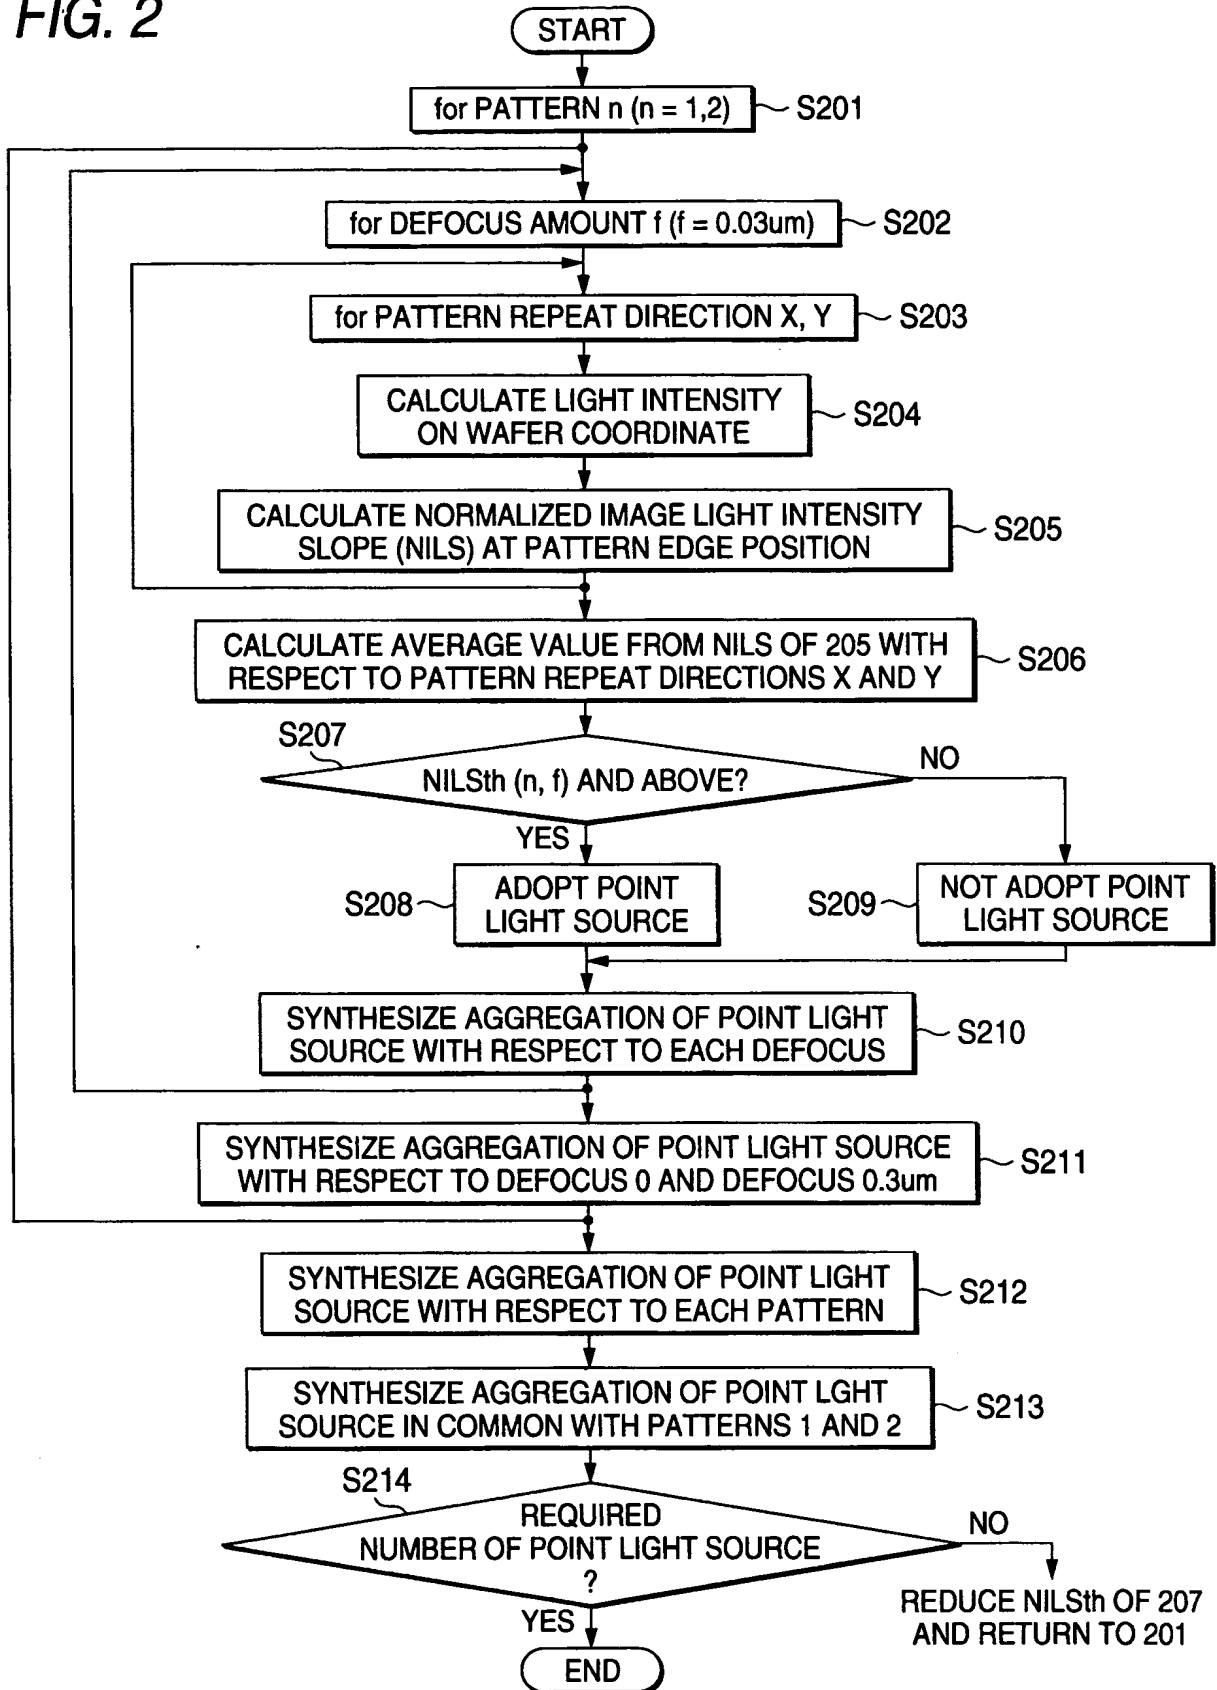 FIG. 2
START
for PATTERN n (n = 1,2)
S201
for DEFOCUS AMOUNT f (f = 0.03um)
S202
for PATTERN REPEAT DIRECTION X, Y
S203
CALCULATE LIGHT INTENSITY
ON WAFER COORDINATE
S204
CALCULATE NORMALIZED IMAGE LIGHT INTENSITY
SLOPE (NILS) AT PATTERN EDGE POSITION
S205
CALCULATE AVERAGE VALUE FROM NILS OF 205 WITH
RESPECT TO PATTERN REPEAT DIRECTIONS X AND Y
S206
S207
NILSth (n, f) AND ABOVE?
NO
YES
S208
ADOPT POINT
LIGHT SOURCE
S209
NOT ADOPT POINT
LIGHT SOURCE
SYNTHESIZE AGGREGATION OF POINT LIGHT
SOURCE WITH RESPECT TO EACH DEFOCUS
S210
SYNTHESIZE AGGREGATION OF POINT LIGHT SOURCE
WITH RESPECT TO DEFOCUS 0 AND DEFOCUS 0.3um
S211
SYNTHESIZE AGGREGATION OF POINT LIGHT
SOURCE WITH RESPECT TO EACH PATTERN
S212
SYNTHESIZE AGGREGATION OF POINT LGHT
SOURCE IN COMMON WITH PATTERNS 1 AND 2
S213
S214
REQUIRED
NUMBER OF POINT LIGHT SOURCE
?
NO
REDUCE NILSth OF 207
AND RETURN TO 201
YES
END